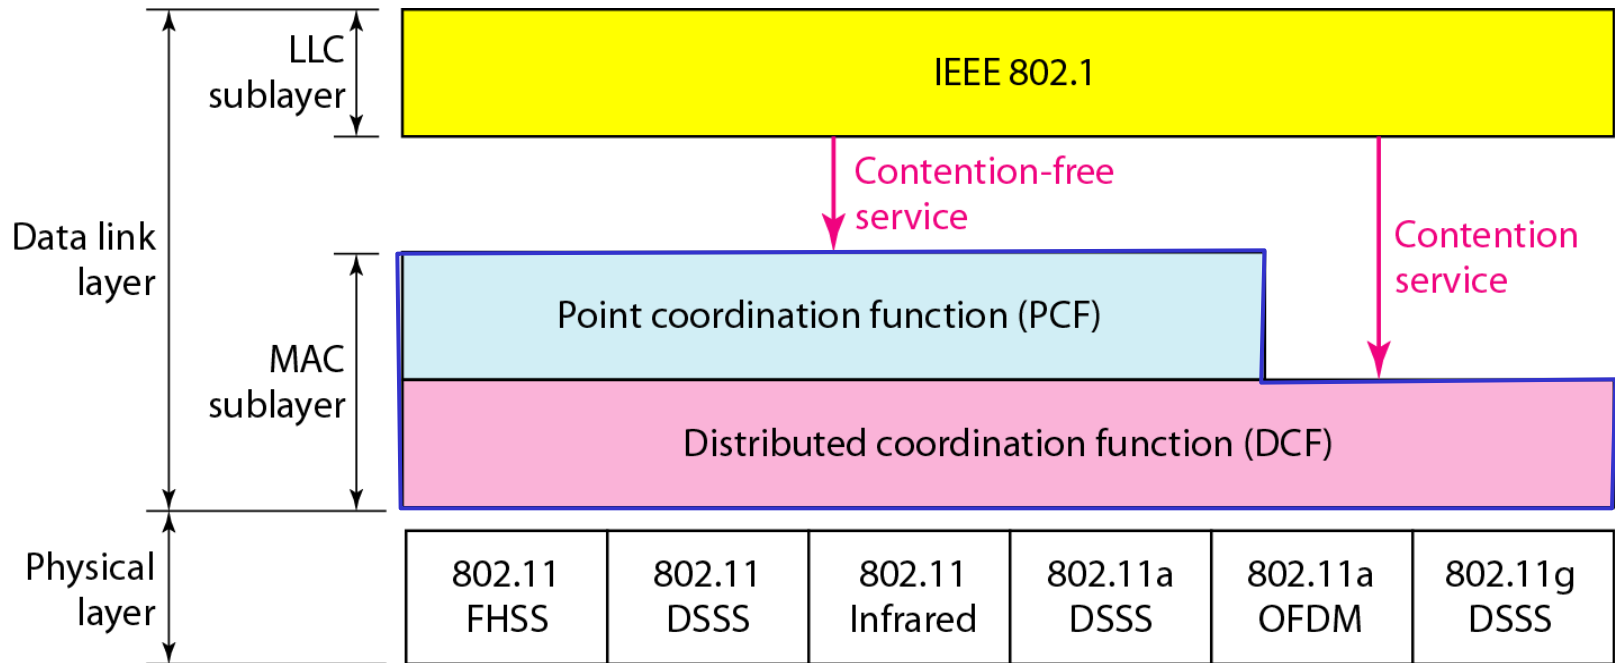 LLC
sublayer
IEEE 802.1
Contention-free
service
Contention
service
Data link
layer
Point coordination function (PCF)
MAC
sublayer
Distributed coordination function (DCF)
Physical
layer
802.11
FHSS
802.11
DSSS
802.11
Infrared
802.11a
DSSS
802.11a
OFDM
802.11g
DSSS